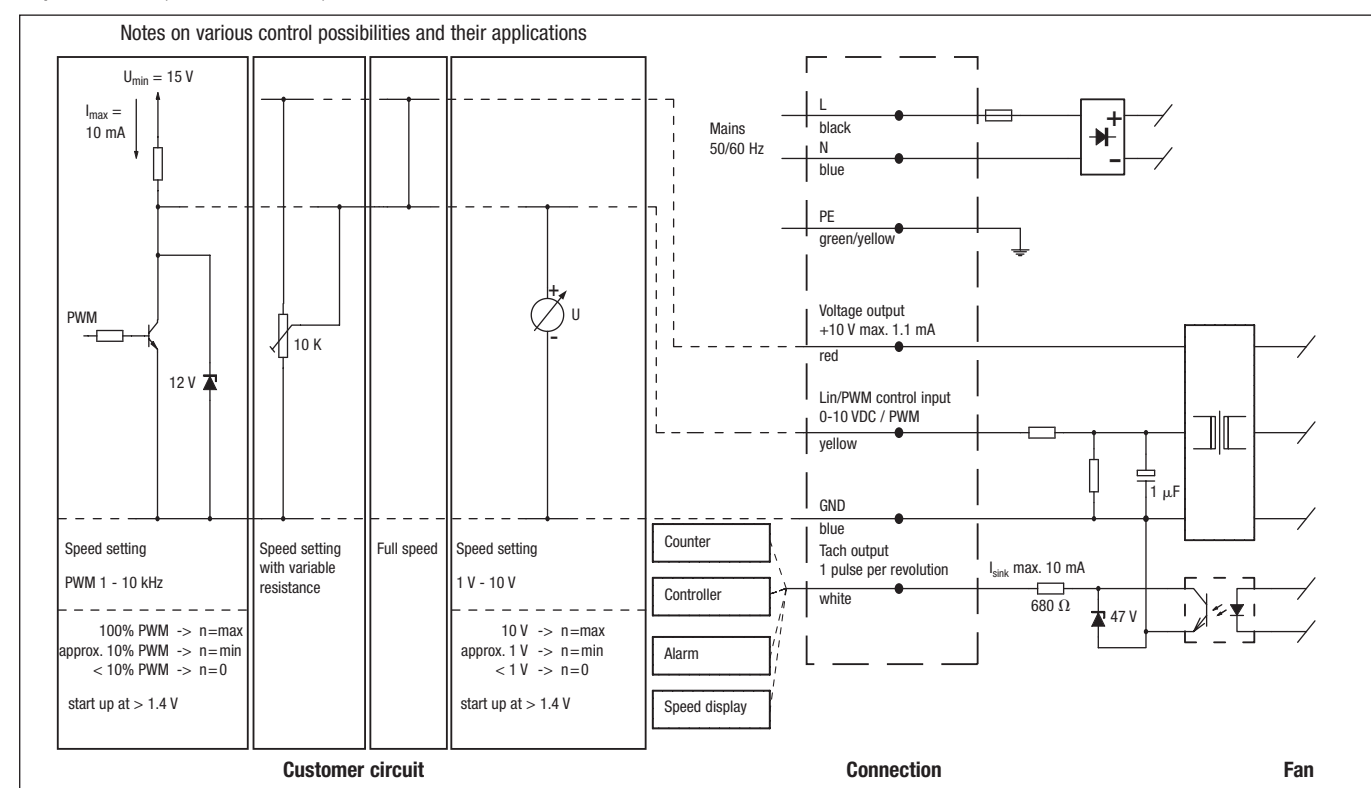 Notes on various control possibilities and their applications
Umin = 15 V
Imax =
10 mA
PWM
12 V
Speed setting
PWM 1 - 10 kHz
100% PWM -> n=max
approx. 10% PWM -> n=min
< 10% PWM -> n=0
start up at > 1.4 V
10 K
Speed setting
with variable
resistance
Full speed
+
U
-
Speed setting
1 V - 10 V
10 V -> n=max
approx. 1 V -> n=min
< 1 V -> n=0
start up at > 1.4 V
Customer circuit
Counter
Controller
Alarm
Speed display
Mains
50/60 Hz
L
black
N
blue
PE
green/yellow
Voltage output
+10 V max. 1.1 mA
red
Lin/PWM control input
0-10 VDC / PWM
yellow
GND
blue
Tach output
1 pulse per revolution
white
Connection
+
-
1 μF
Isink max. 10 mA
680 Ω
47 V
Fan